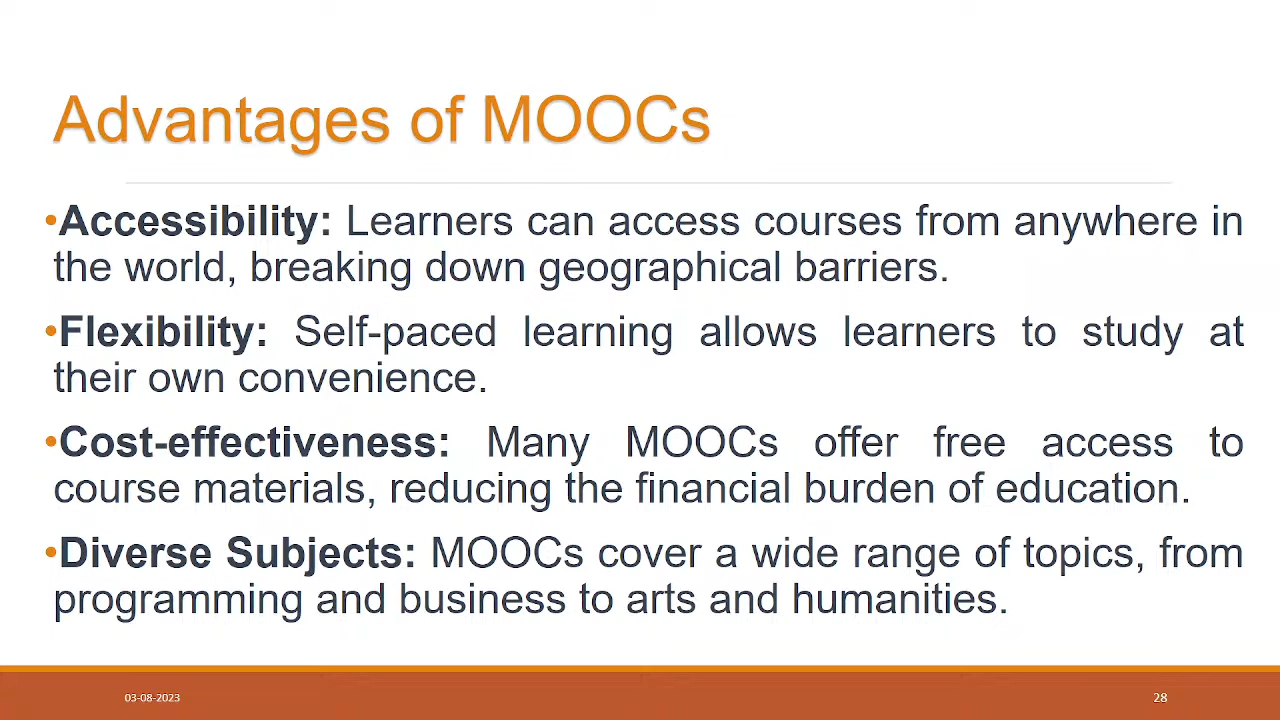 Advantages of MOOCs
•Accessibility: Learners can access courses from anywhere in
the world, breaking down geographical barriers.
•Flexibility: Self-paced learning allows learners to study at
their own convenience.
•Cost-effectiveness: Many MOOCs offer free access to
course materials, reducing the financial burden of education.
•Diverse Subjects: MOOCs cover a wide range of topics, from
programming and business to arts and humanities.
03-08-2023
28